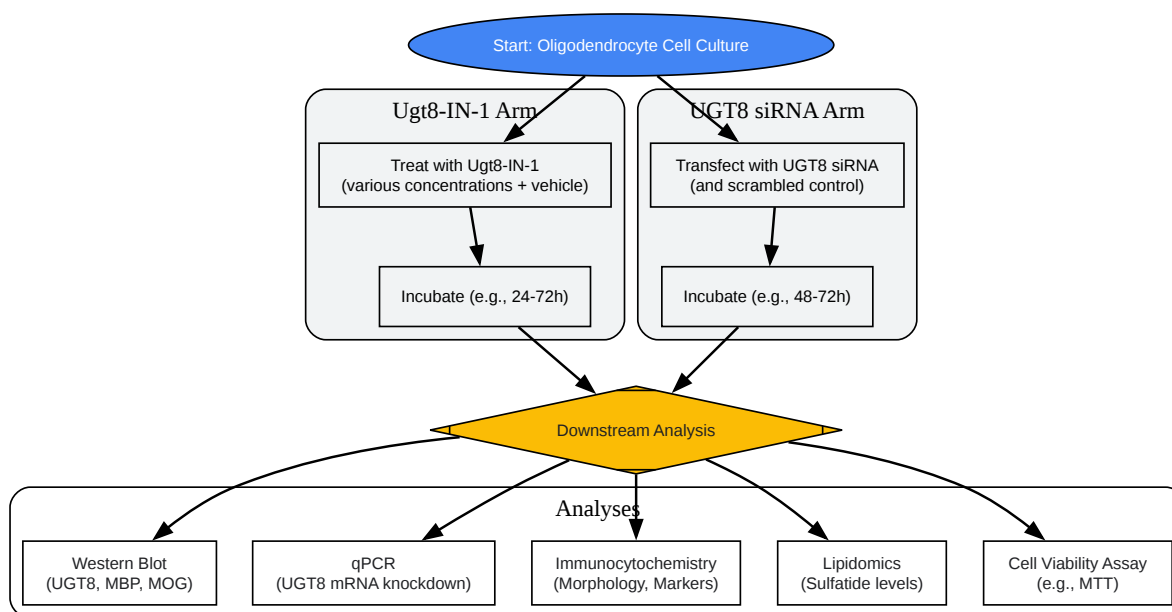 Start: Oligodendrocyte Cell Culture
Ugt8-IN-1 Arm
Treat with Ugt8-IN-1
(various concentrations + vehicle)
Incubate (e.g., 24-72h)
UGT8 siRNA Arm
Transfect with UGT8 siRNA
(and scrambled control)
Incubate (e.g., 48-72h)
Downstream Analysis
Analyses
Western Blot
(UGT8, MBP, MOG)
qPCR
(UGT8 mRNA knockdown)
Immunocytochemistry
(Morphology, Markers)
Lipidomics
(Sulfatide levels)
Cell Viability Assay
(e.g., MTT)